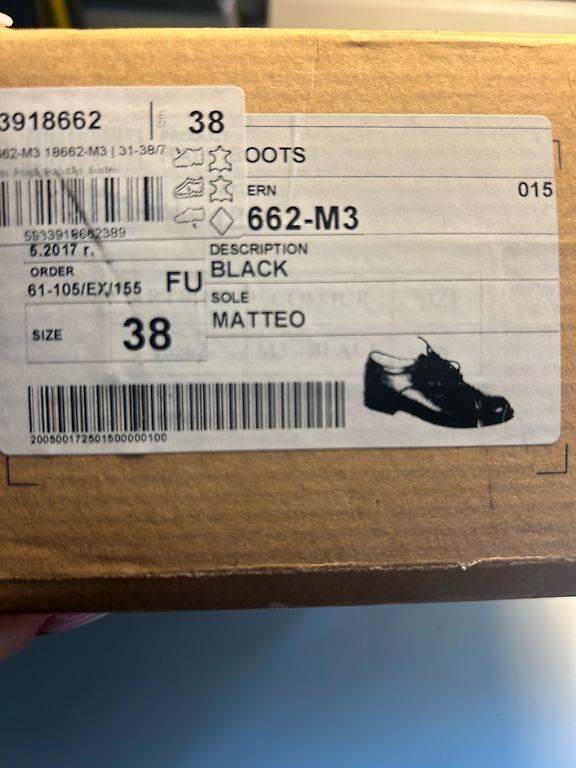 3918662
38
662-M3 18662-M3 | 31-38/7
5933918662389
OOTS
ERN
015
662-M3
5.2017 г.
DESCRIPTION
BLACK
ORDER
61-105/EX/155
FU
SOLE
MATTEO
SIZE
38
200500172501500000100